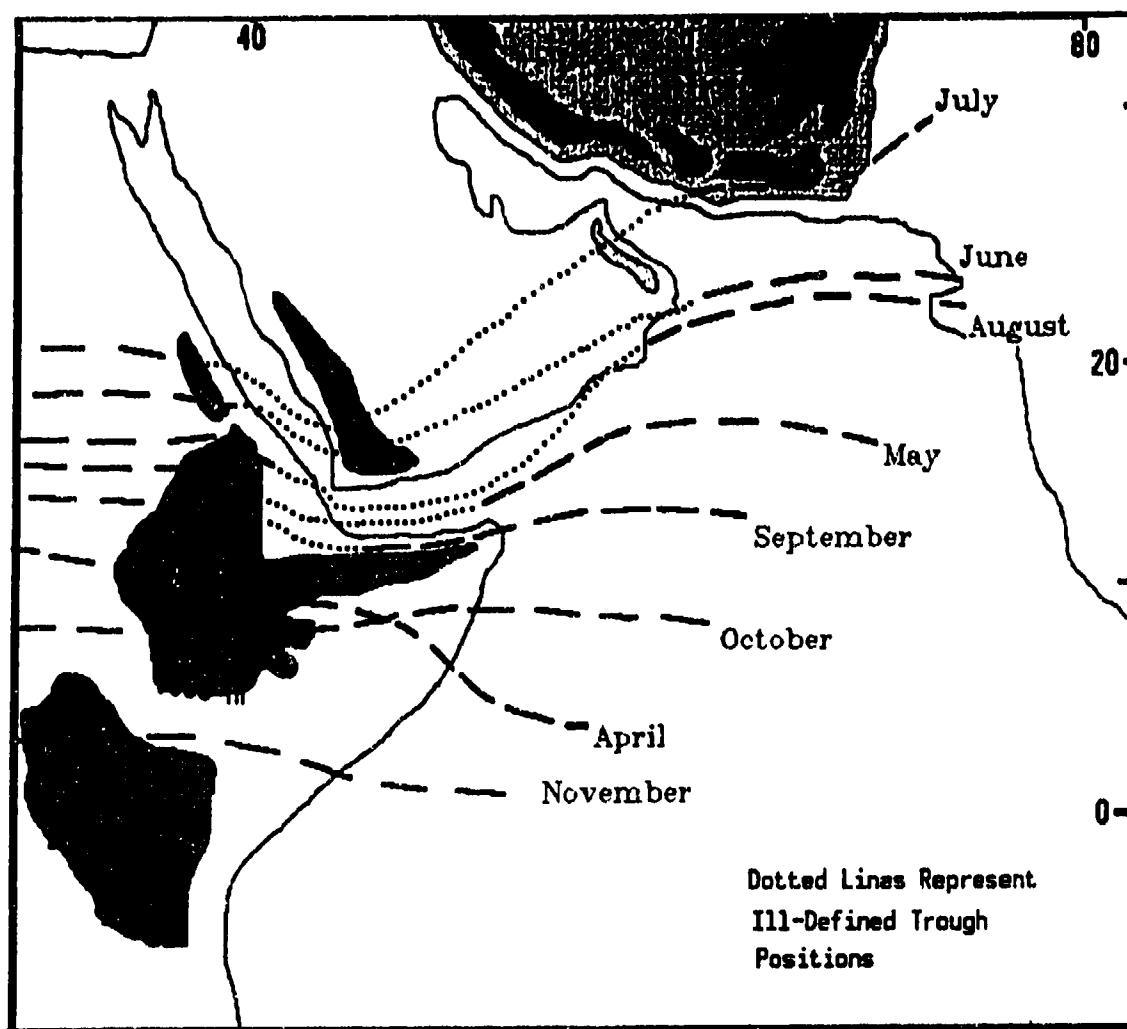 40
80
July
June
August
20
May
September
October
April
November
0
Dotted Lines Represent
Ill-Defined Trough
Positions